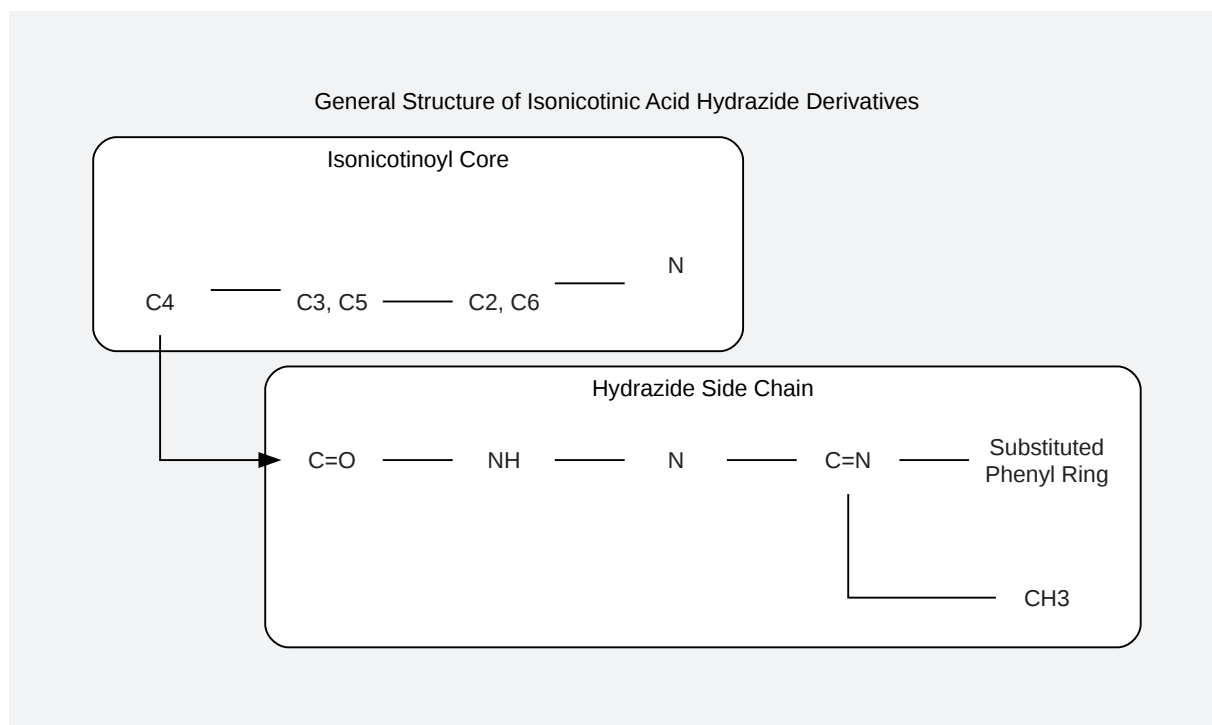 General Structure of Isonicotinic Acid Hydrazide Derivatives
Isonicotinoyl Core
N
C4
C3, C5
C2, C6
Hydrazide Side Chain
C=O
NH
N
C=N
Substituted
Phenyl Ring
CH3